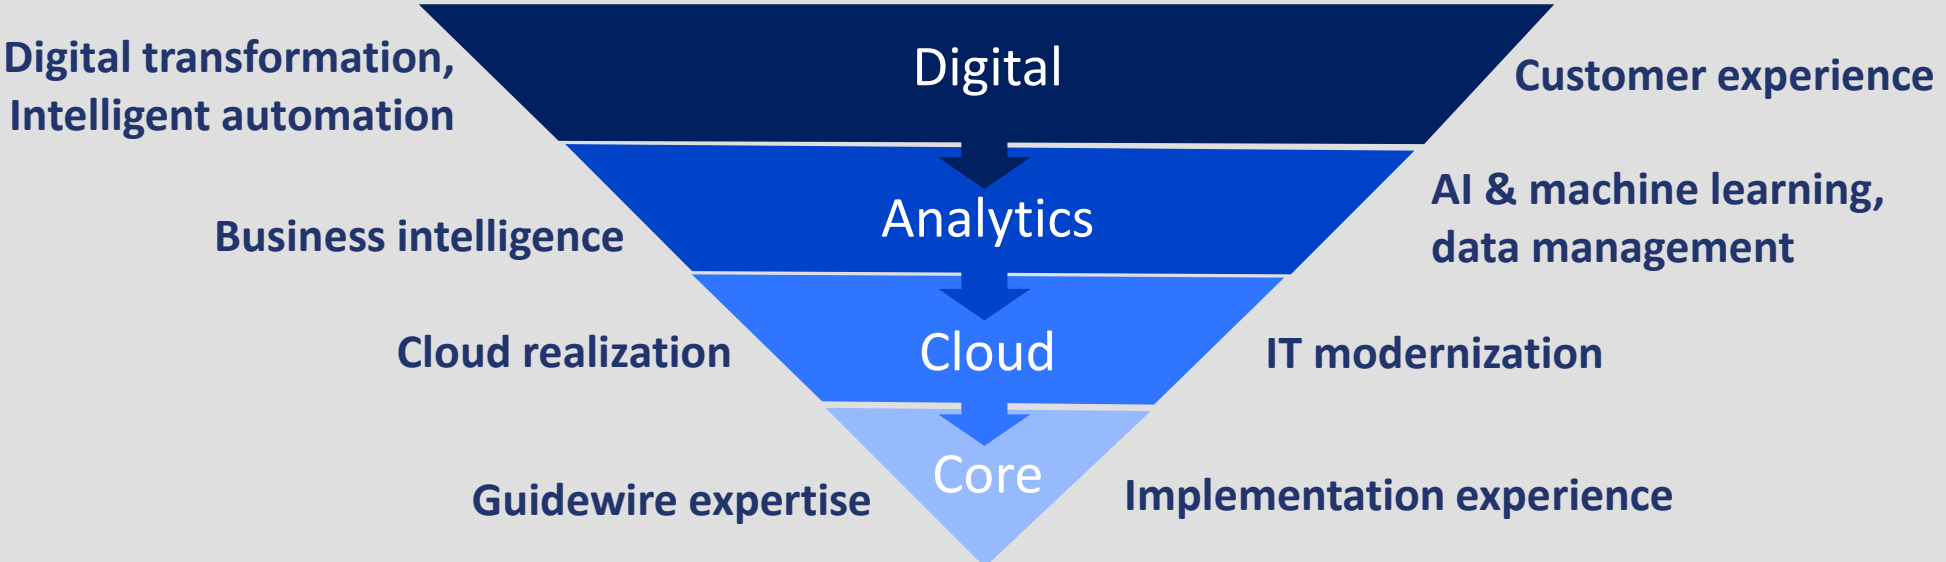 Digital transformation,
Intelligent automation
Digital
Customer experience
Business intelligence
Analytics
AI & machine learning,
data management
Cloud realization
Cloud
IT modernization
Guidewire expertise
Core
Implementation experience